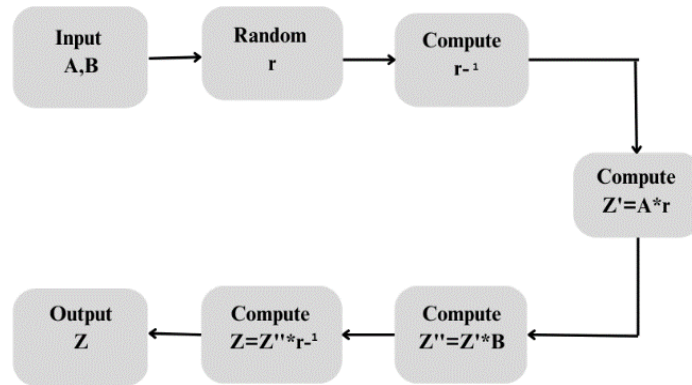 Input
A,B
Random
r
Compute
r-¹
Compute
Z'=A*r
Compute
Z''=Z'*B
Compute
Z=Z''*r-¹
Output
Z